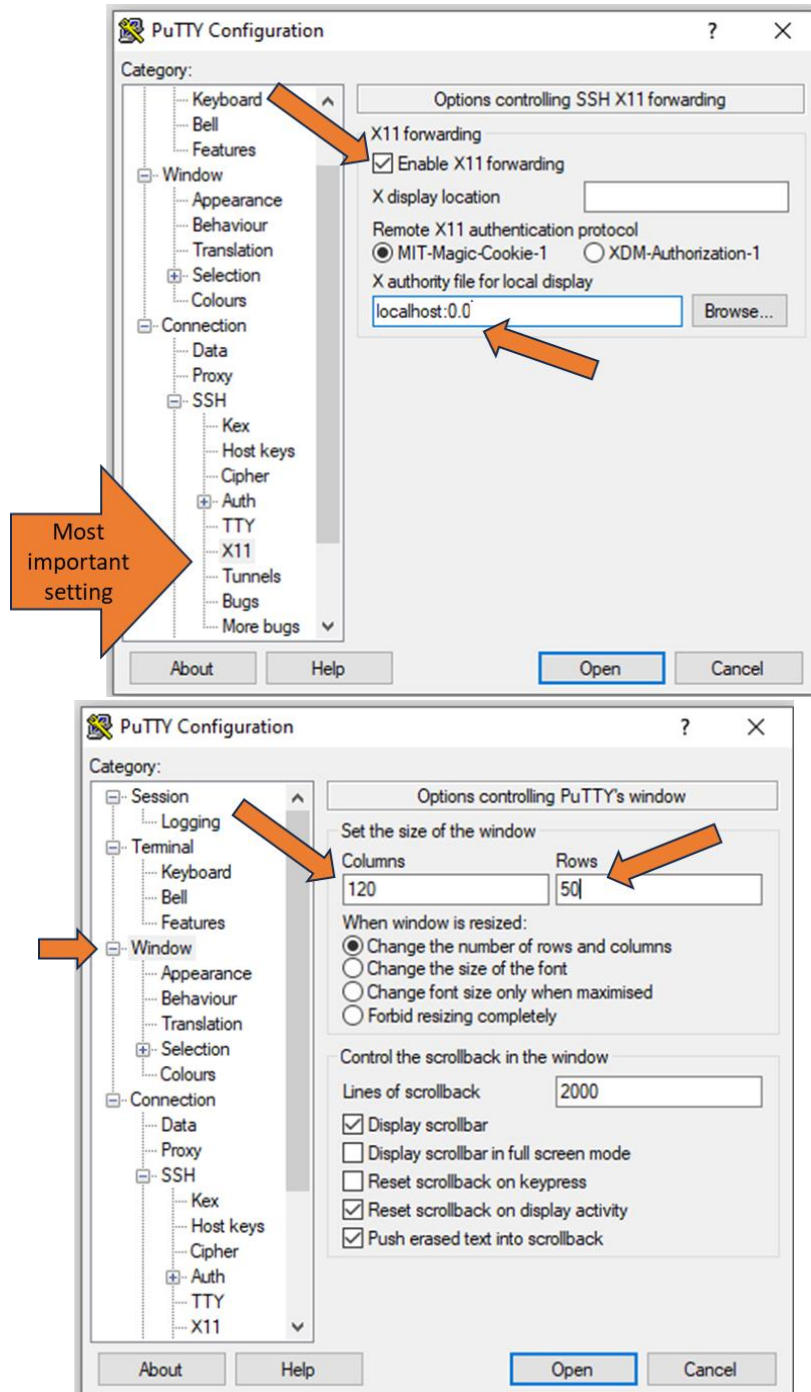 PuTTY Configuration ? ×
Category:
Keyboard
Bell
Features
Window
Appearance
Behaviour
Translation
Selection
Colours
Connection
Data
Proxy
SSH
Kex
Host keys
Cipher
Auth
TTY
X11
Tunnels
Bugs
More bugs
Most
important
setting
Options controlling SSH X11 forwarding
X11 forwarding
Enable X11 forwarding
X display location
Remote X11 authentication protocol
MIT-Magic-Cookie-1 XDM-Authorization-1
X authority file for local display
localhost:0.0 Browse...
About Help Open Cancel
PuTTY Configuration ? ×
Category:
Session
Logging
Terminal
Keyboard
Bell
Features
Window
Appearance
Behaviour
Translation
Selection
Colours
Connection
Data
Proxy
SSH
Kex
Host keys
Cipher
Auth
TTY
X11
Options controlling PuTTY's window
Set the size of the window
Columns Rows
120 50
When window is resized:
Change the number of rows and columns
Change the size of the font
Change font size only when maximised
Forbid resizing completely
Control the scrollback in the window
Lines of scrollback 2000
Display scrollbar
Display scrollbar in full screen mode
Reset scrollback on keypress
Reset scrollback on display activity
Push erased text into scrollback
About Help Open Cancel